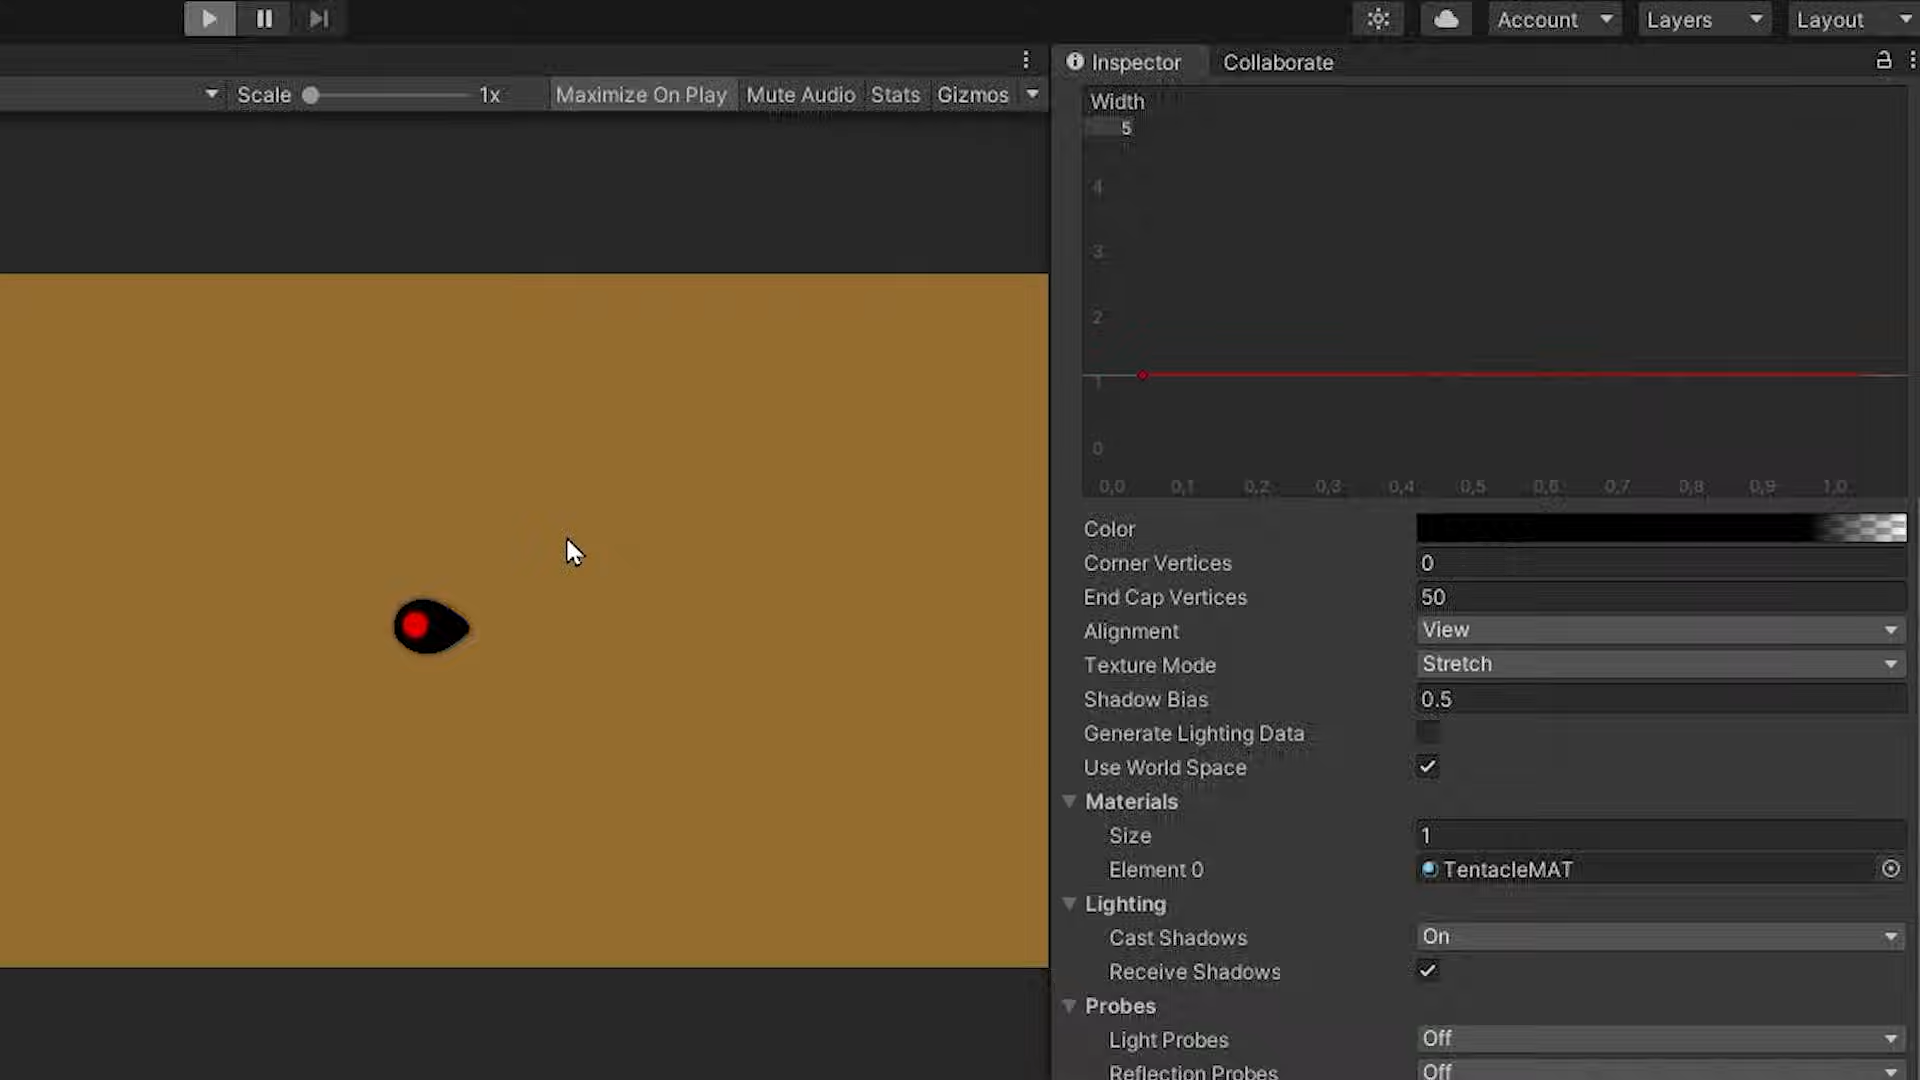 Account Layers Layout
Inspector Collaborate
Scale 1x Maximize On Play Mute Audio Stats Gizmos
Width
5
4
3
2
1
0
0,0 0,1 0,2 0,3 0,4 0,5 0,6 0,7 0,8 0,9 1,0
Color
Corner Vertices 0
End Cap Vertices 50
Alignment View
Texture Mode Stretch
Shadow Bias 0.5
Generate Lighting Data
Use World Space
Materials
Size 1
Element 0 TentacleMAT
Lighting
Cast Shadows On
Receive Shadows
Probes
Light Probes Off
Reflection Probes Off